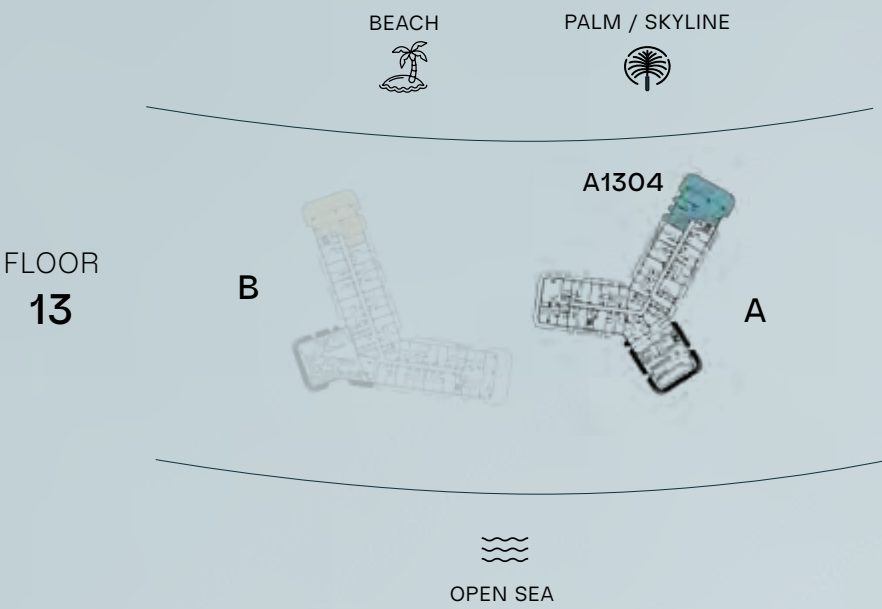 BEACH
PALM / SKYLINE
A1304
FLOOR
13
B
A
OPEN SEA